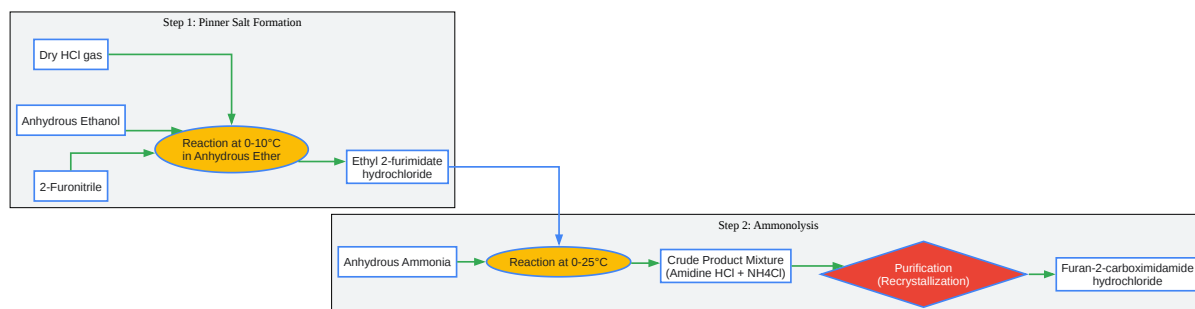 Step 1: Pinner Salt Formation
Dry HCl gas
Anhydrous Ethanol
2-Furonitrile
Reaction at 0-10°C
in Anhydrous Ether
Ethyl 2-furimidate
hydrochloride
Step 2: Ammonolysis
Anhydrous Ammonia
Reaction at 0-25°C
Crude Product Mixture
(Amidine HCl + NH4Cl)
Purification
(Recrystallization)
Furan-2-carboximidamide
hydrochloride